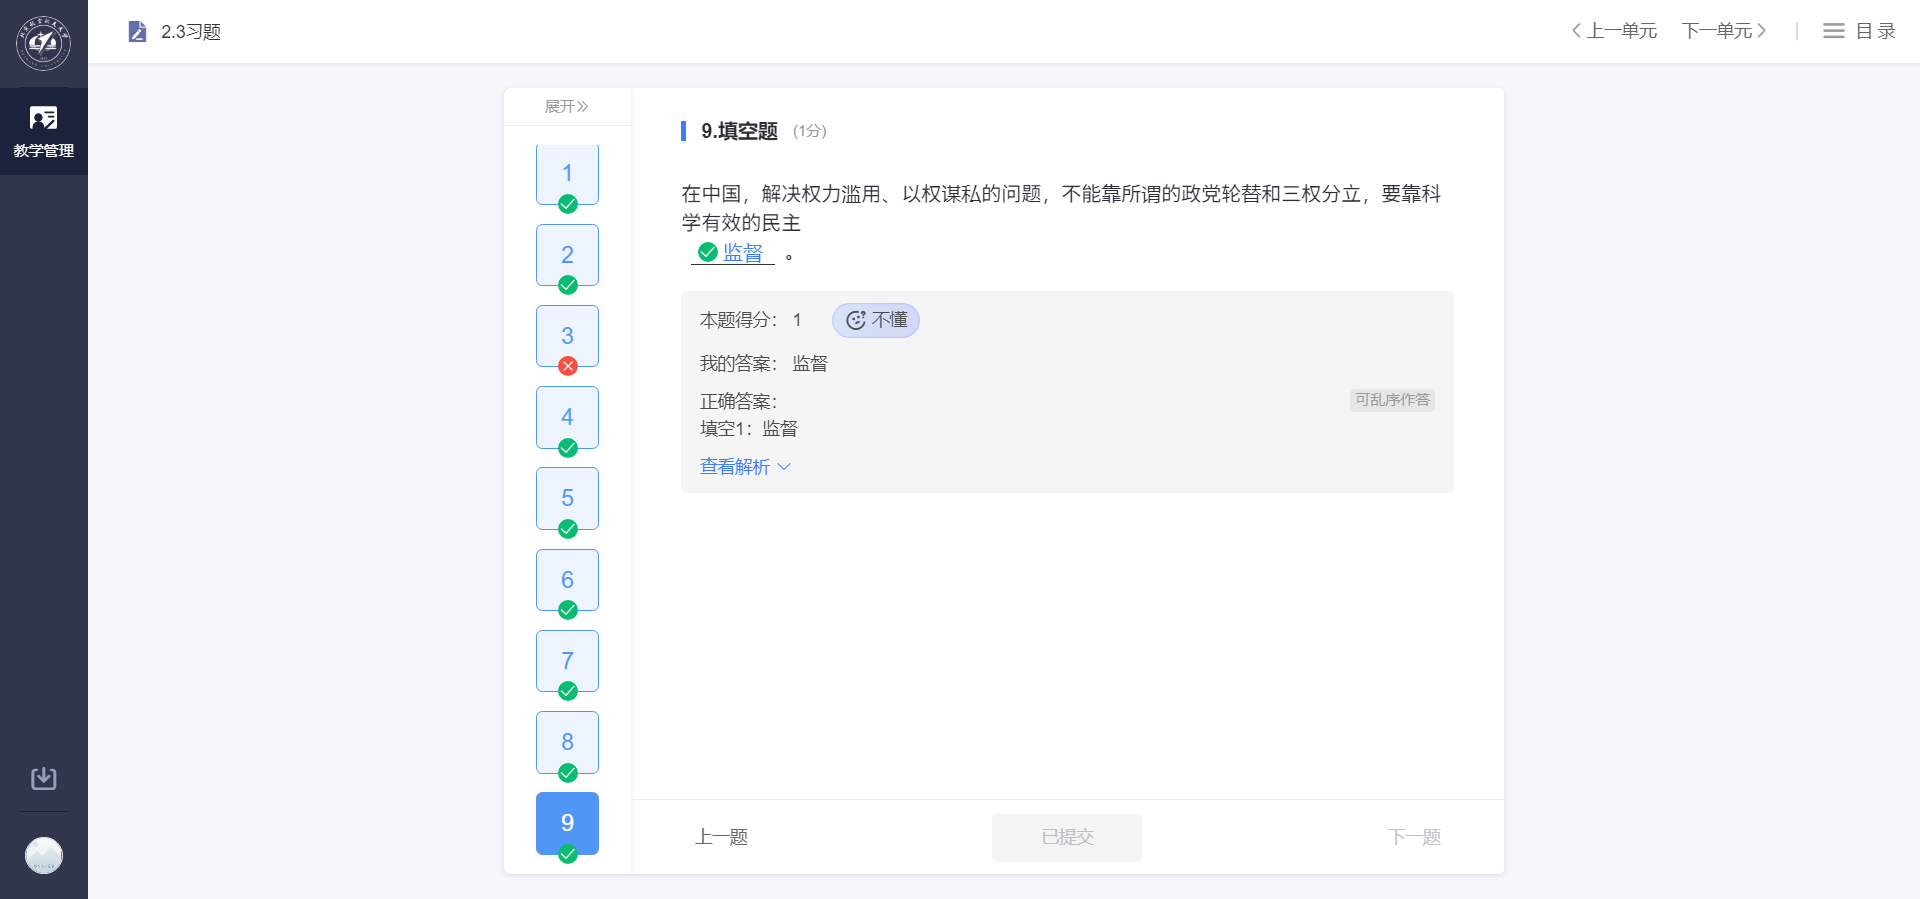 2.3习题
上一单元
下一单元
目录
教学管理
展开
1
2
3
4
5
6
7
8
9
9.填空题 (1分)
在中国，解决权力滥用、以权谋私的问题，不能靠所谓的政党轮替和三权分立，要靠科
学有效的民主
监督 。
本题得分： 1 不懂
我的答案： 监督
正确答案：
可乱序作答
填空1：监督
查看解析
上一题
已提交
下一题